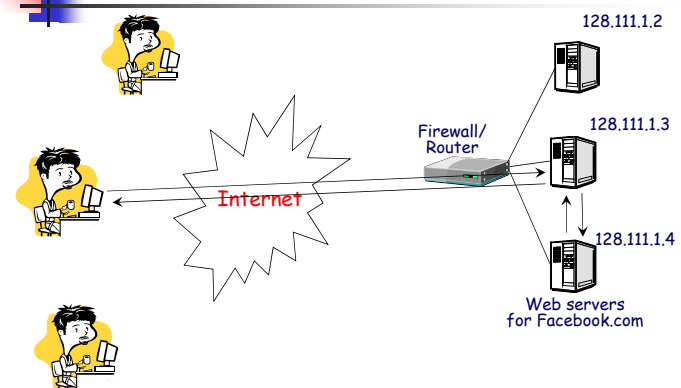 128.111.1.2
128.111.1.3
Firewall/
Router
Internet
128.111.1.4
Web servers
for Facebook.com